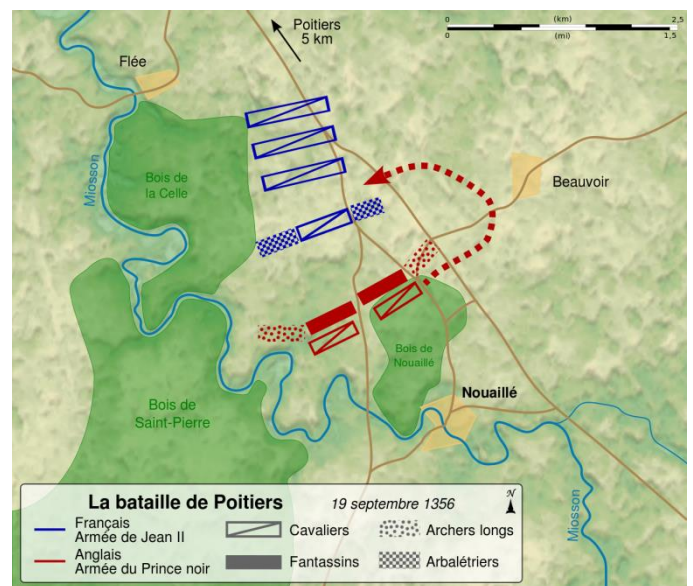 Poitiers
5 km
0 (km) 2,5
0 (mi) 1,5
Flée
Miosson
Bois de
la Celle
Beauvoir
Bois de
Nouaillé
Nouaillé
Bois de
Saint-Pierre
Miosson
La bataille de Poitiers 19 septembre 1356
N
Français
Armée de Jean II
Cavaliers
Archers longs
Anglais
Armée du Prince noir
Fantassins
Arbalétriers